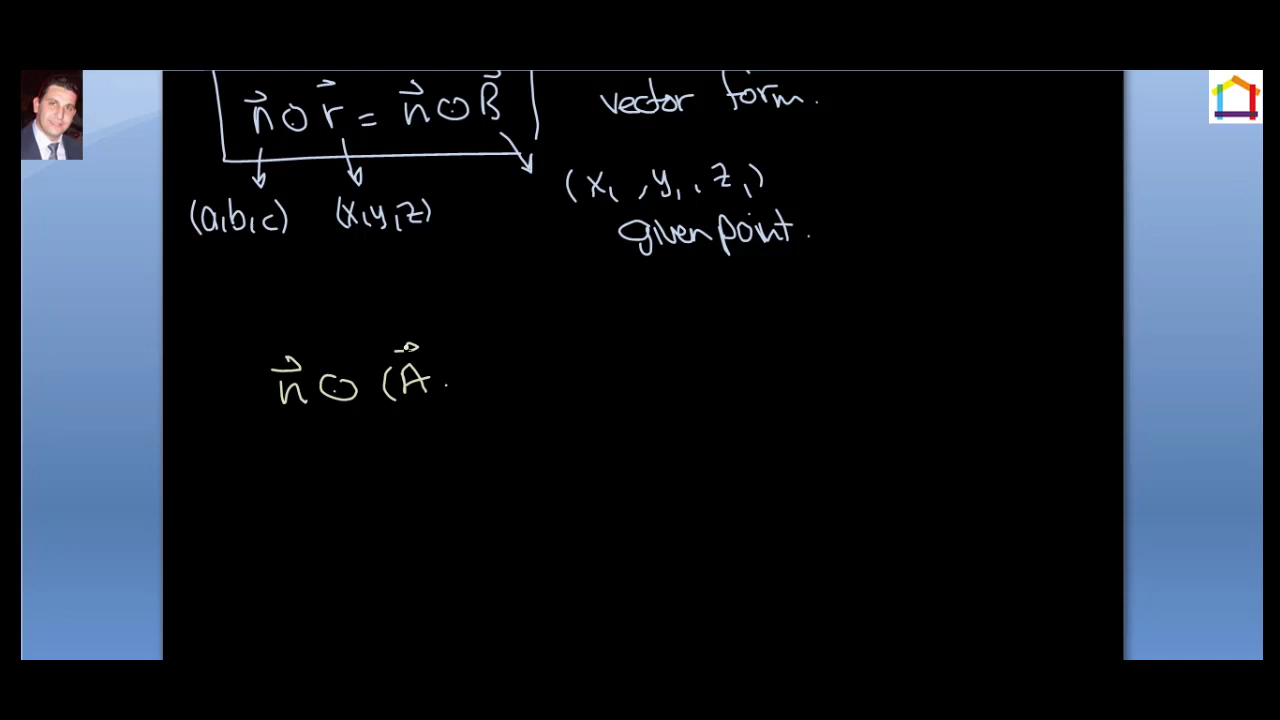 n⃗ ⊙ r⃗ = n⃗ ⊙ B⃗ vector form.
(a,b,c) (x,y,z) (x₁, y₁, z₁)
given point.
n⃗ ⊙ (A⃗